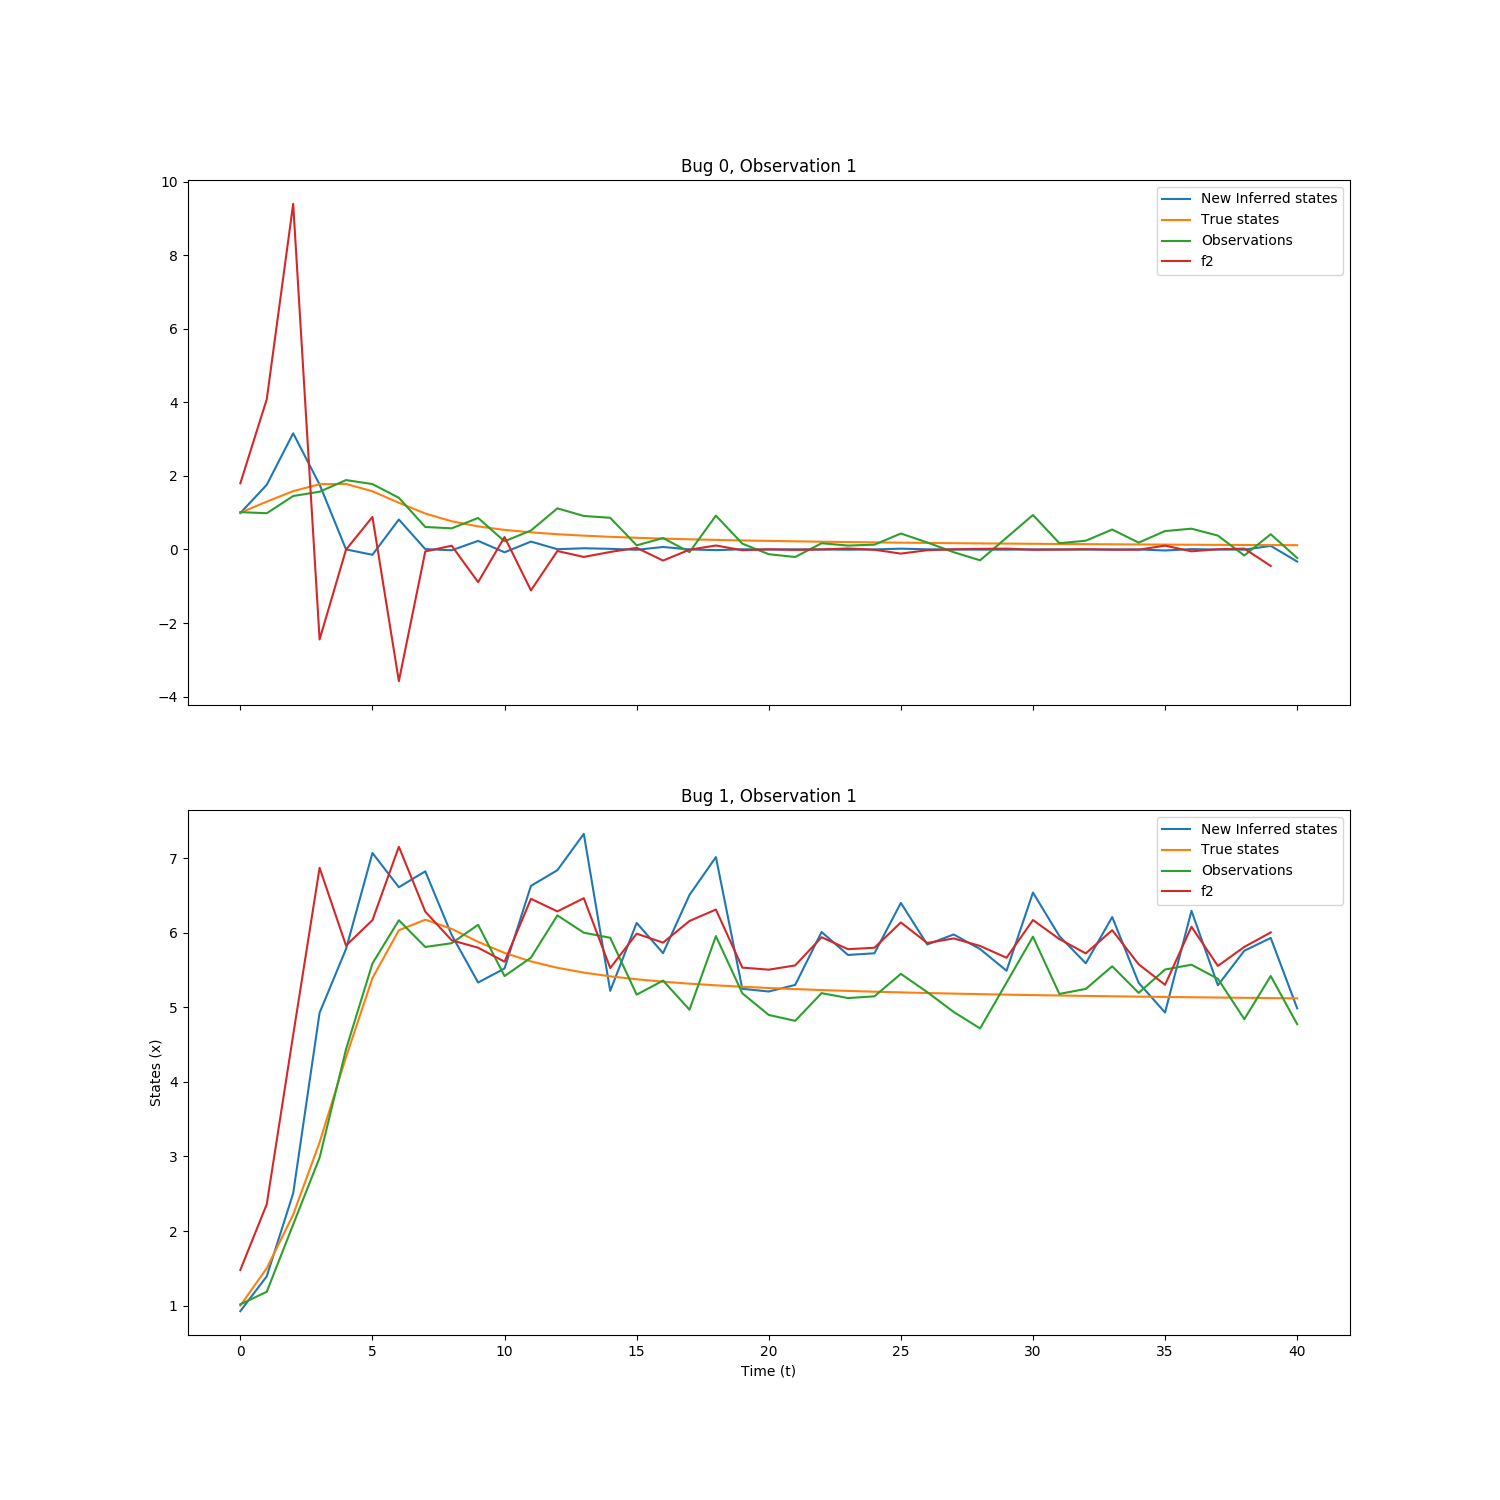 Bug 0, Observation 1
10
8
6
4
2
0
−2
−4
New Inferred states
True states
Observations
f2
Bug 1, Observation 1
States (x)
7
6
5
4
3
2
1
New Inferred states
True states
Observations
f2
0 5 10 15 20 25 30 35 40
Time (t)